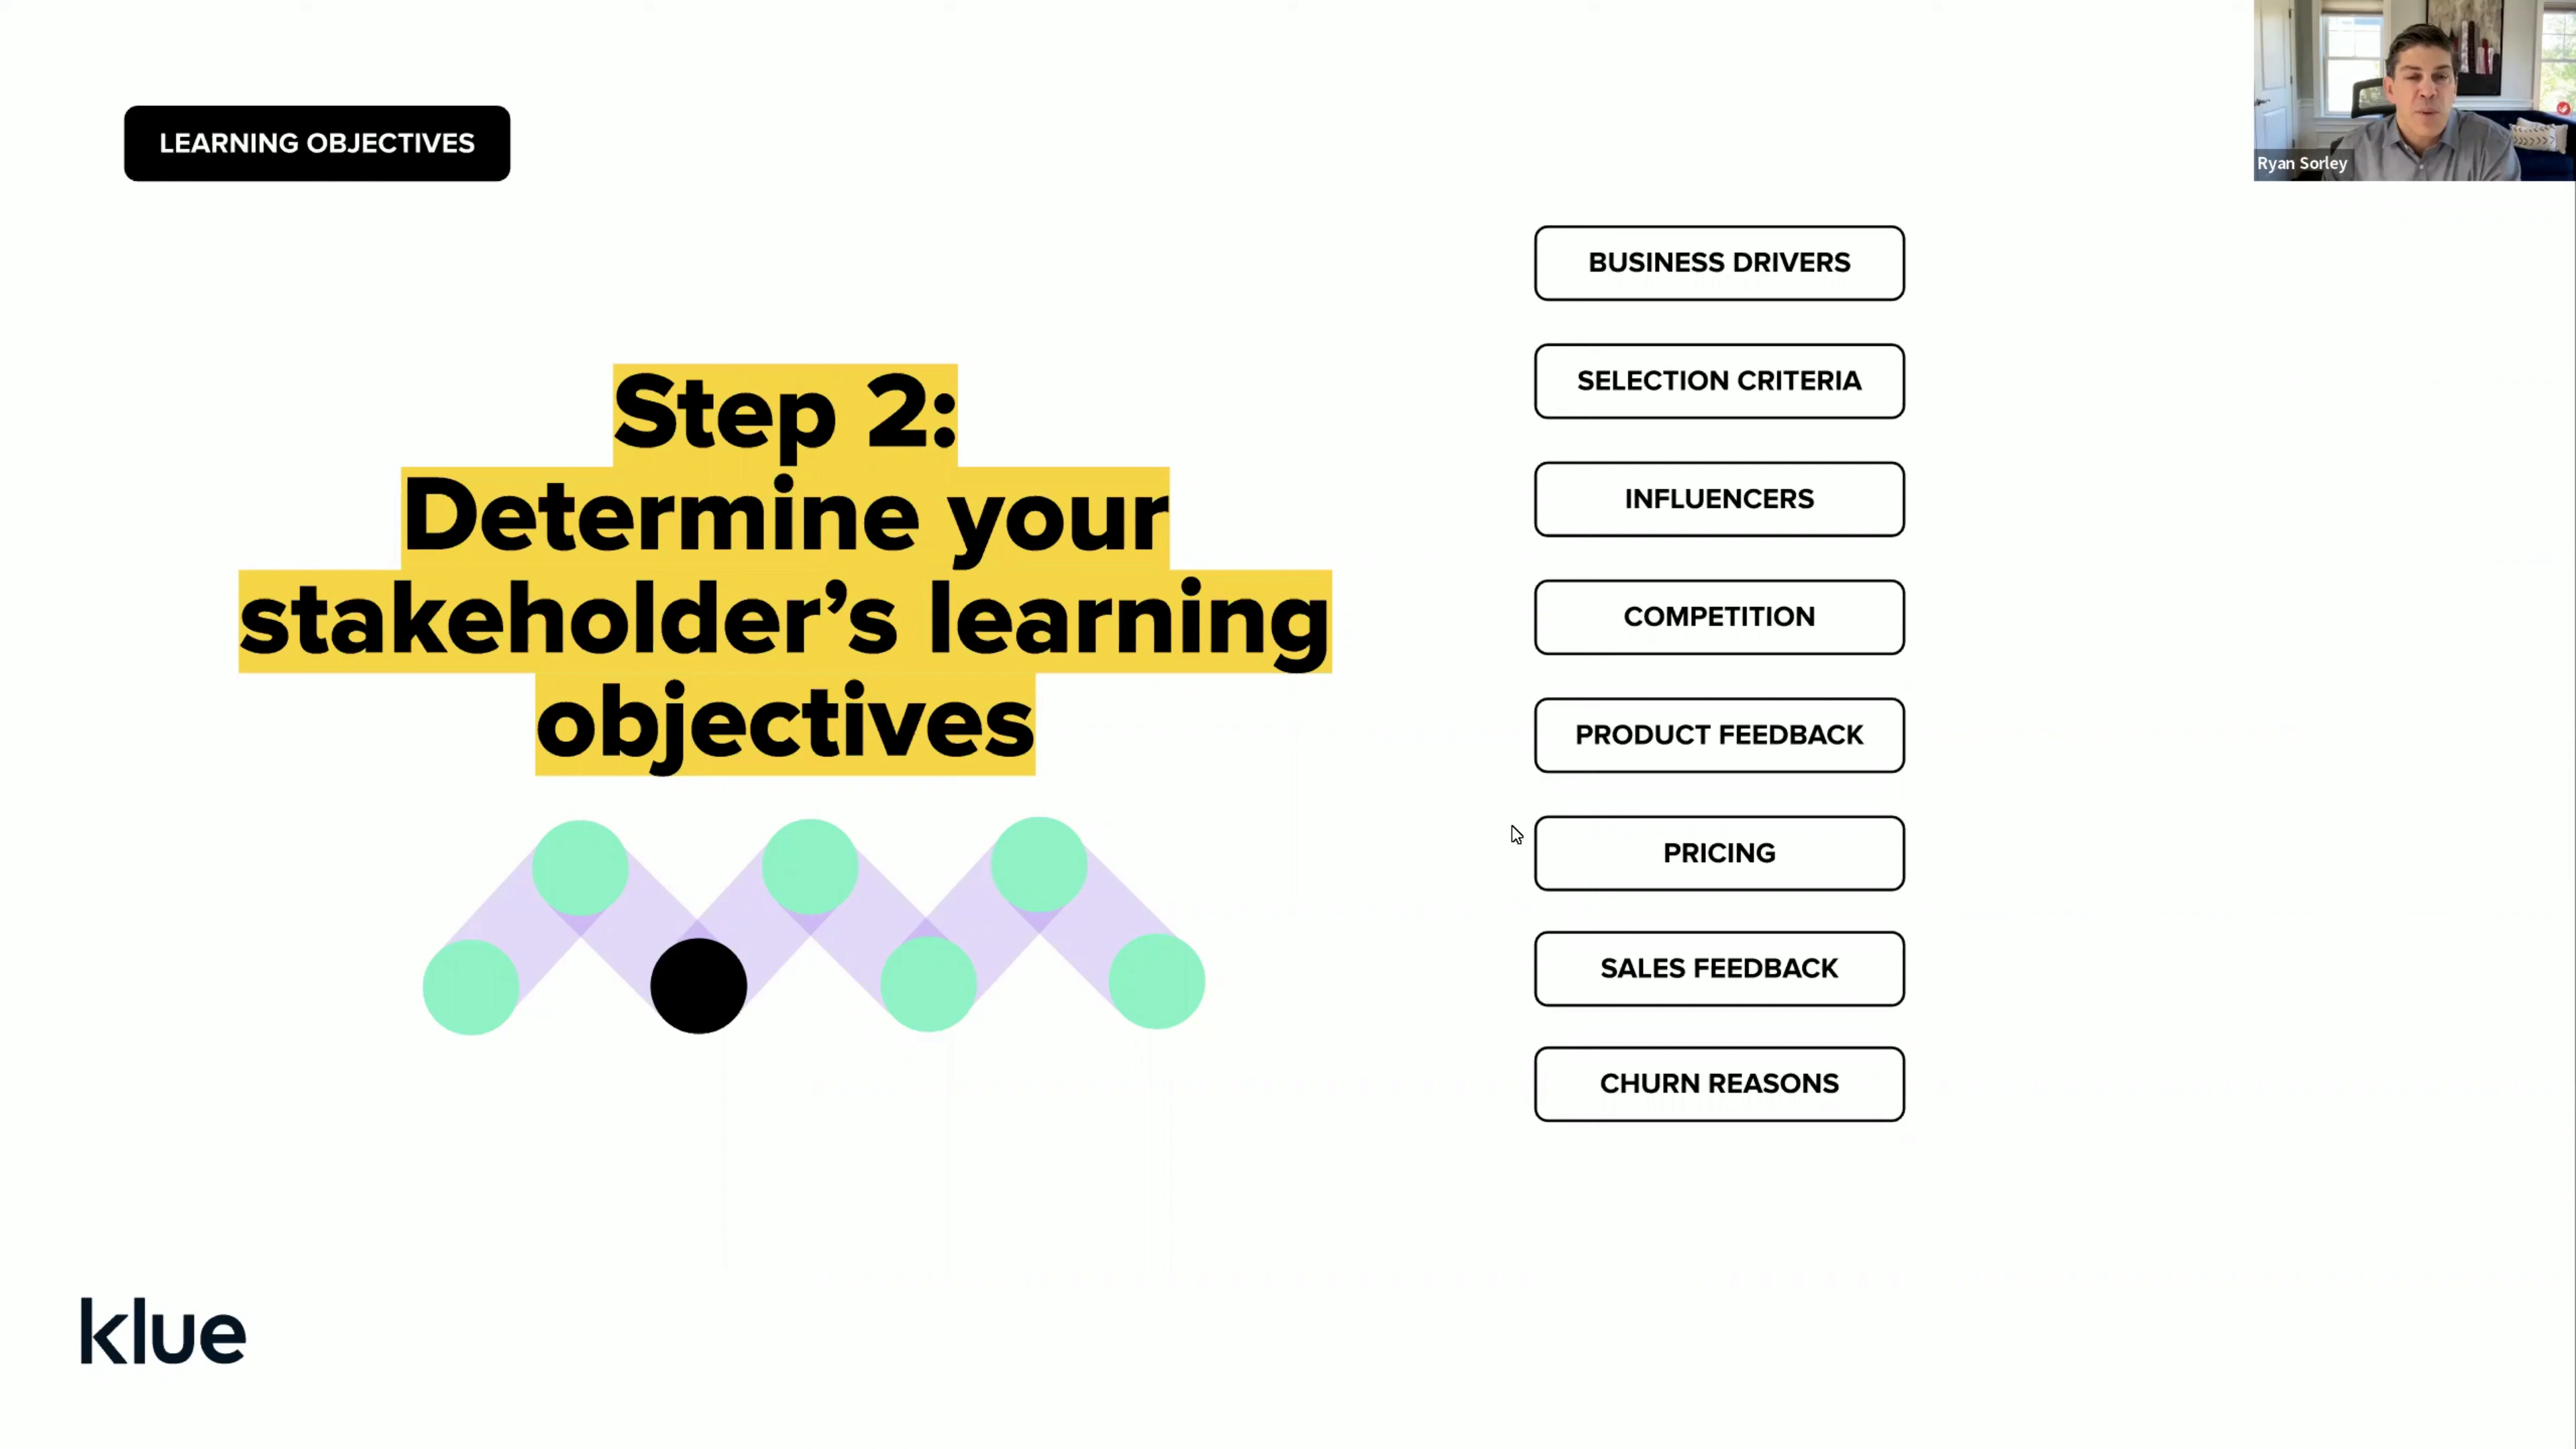 LEARNING OBJECTIVES
Ryan Sorley
Step 2:
Determine your
stakeholder’s learning
objectives
BUSINESS DRIVERS
SELECTION CRITERIA
INFLUENCERS
COMPETITION
PRODUCT FEEDBACK
PRICING
SALES FEEDBACK
CHURN REASONS
klue